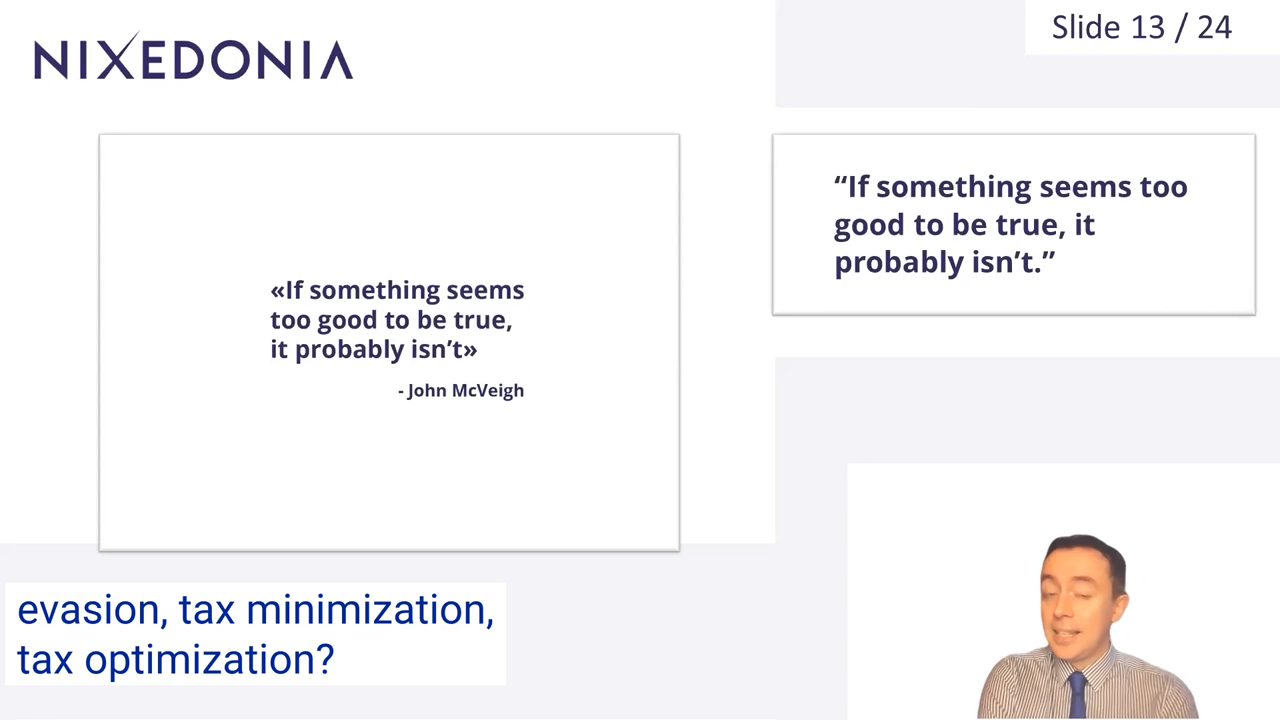 NIXEDONIA
Slide 13 / 24
«If something seems
too good to be true,
it probably isn’t»
- John McVeigh
“If something seems too
good to be true, it
probably isn’t.”
evasion, tax minimization,
tax optimization?